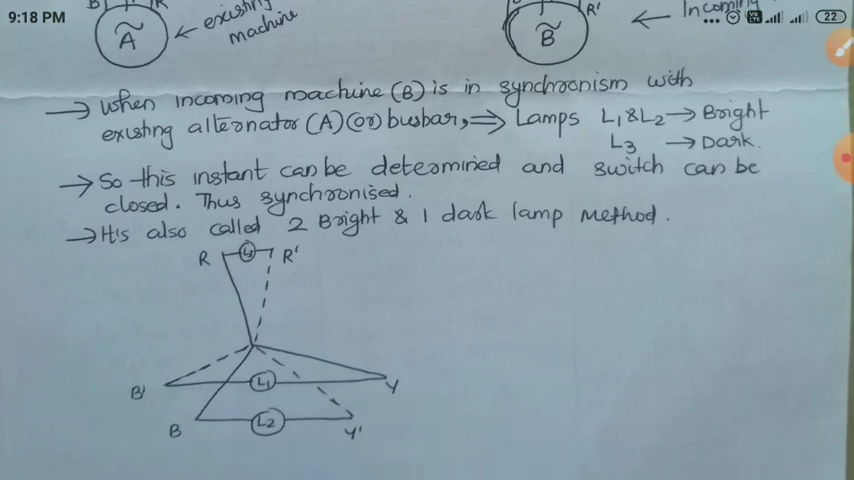 9:18 PM
22
B R
R'
A
existing
machine
B
Incoming
→ when incoming machine (B) is in synchronism with
existing alternator (A) (or) busbar, ⇒ Lamps L1 & L2 → Bright
L3 → Dark.
→ So this instant can be determined and switch can be
closed. Thus synchronised.
→ It's also called 2 Bright & 1 dark lamp method.
R L3 R'
B' L1 Y
B L2 Y'